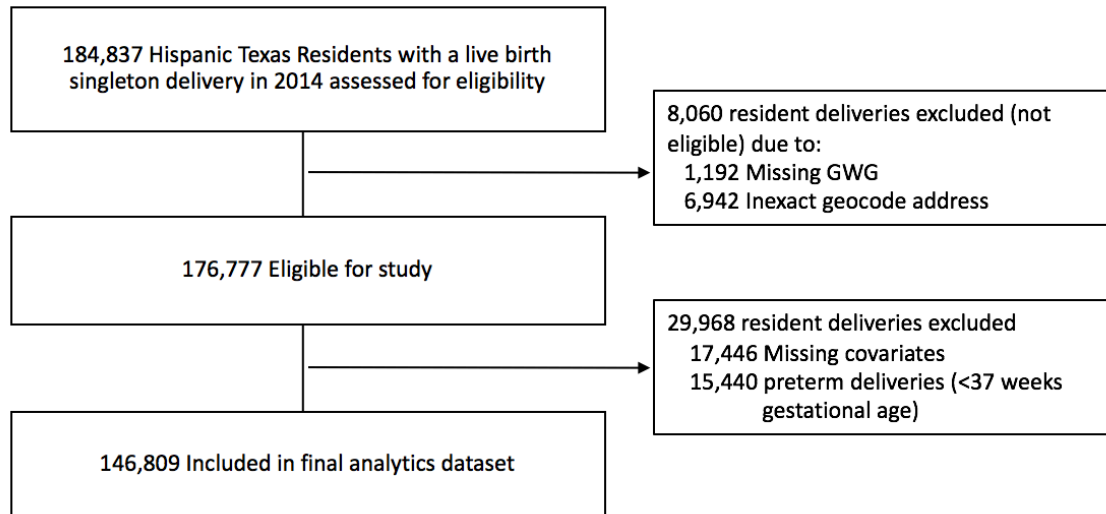 184,837 Hispanic Texas Residents with a live birth
singleton delivery in 2014 assessed for eligibility
8,060 resident deliveries excluded (not
eligible) due to:
1,192 Missing GWG
6,942 Inexact geocode address
176,777 Eligible for study
29,968 resident deliveries excluded
17,446 Missing covariates
15,440 preterm deliveries (<37 weeks
gestational age)
146,809 Included in final analytics dataset